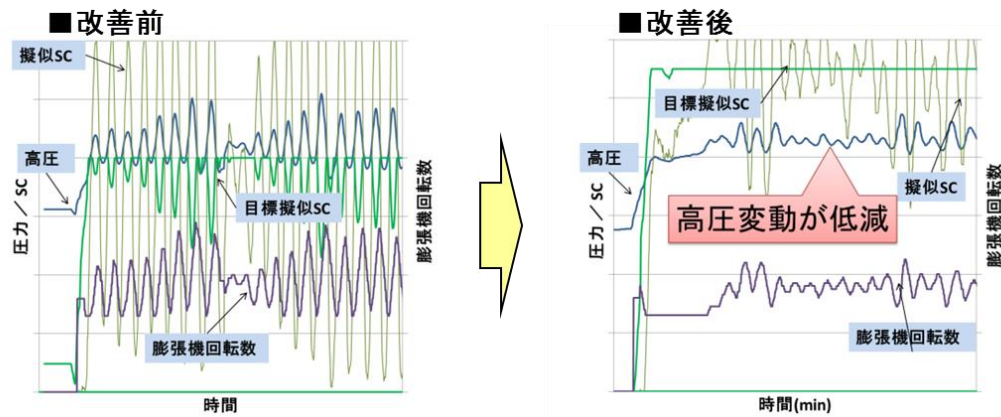 ■改善前
擬似SC
高圧
目標擬似SC
膨張機回転数
圧力／SC
膨張機回転数
時間
■改善後
目標擬似SC
高圧
擬似SC
高圧変動が低減
膨張機回転数
圧力／SC
膨張機回転数
時間(min)